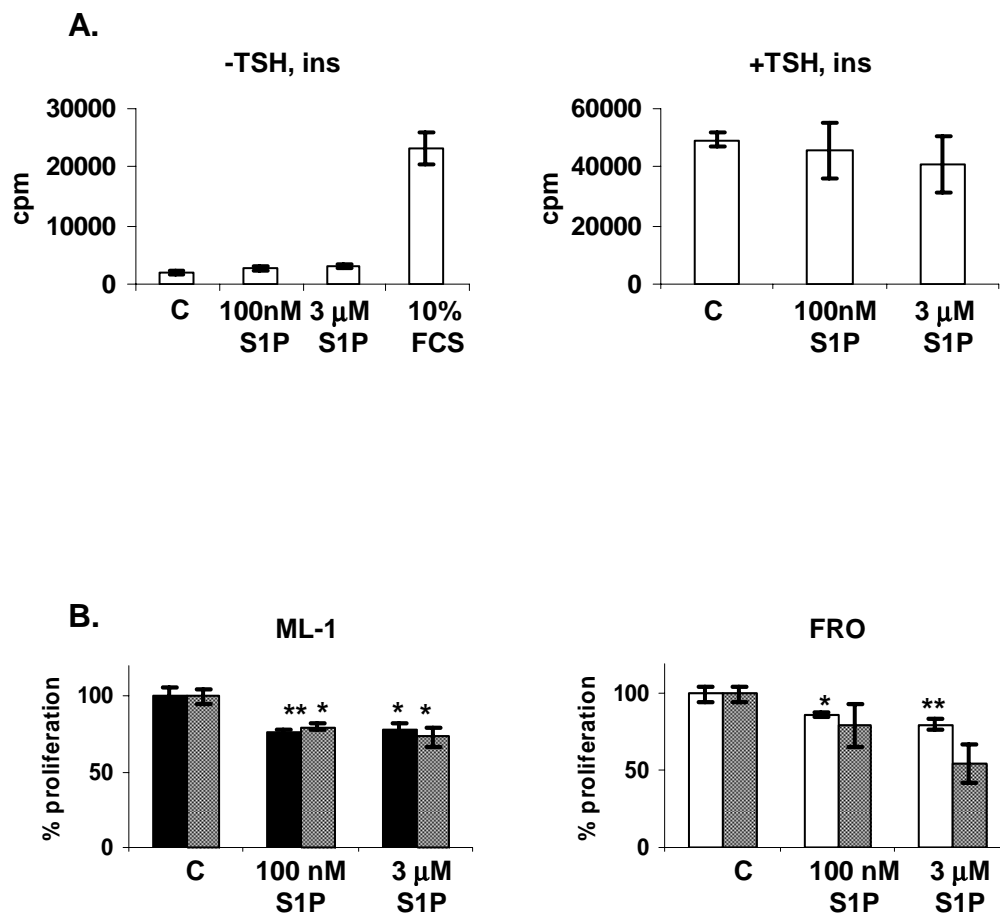 A.
-TSH, ins
30000
20000
10000
0
cpm
C
100nM
S1P
3 μM
S1P
10%
FCS
+TSH, ins
60000
40000
20000
0
cpm
C
100nM
S1P
3 μM
S1P
B.
ML-1
100
50
0
% proliferation
** *
* *
C
100 nM
S1P
3 μM
S1P
FRO
100
50
0
% proliferation
*
**
C
100 nM
S1P
3 μM
S1P